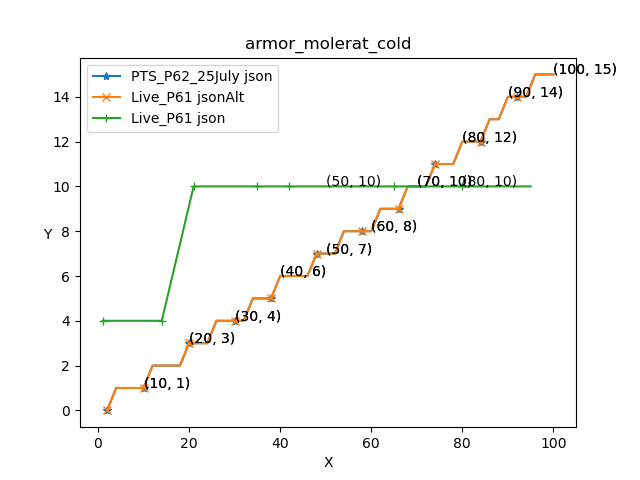 armor_molerat_cold
PTS_P62_25July json
Live_P61 jsonAlt
Live_P61 json
(100, 15)
(90, 14)
(80, 12)
(50, 10)
(70, 10)
(80, 10)
(60, 8)
(50, 7)
(40, 6)
(30, 4)
(20, 3)
(10, 1)
14
12
10
8
6
4
2
0
Y
0 20 40 60 80 100
X